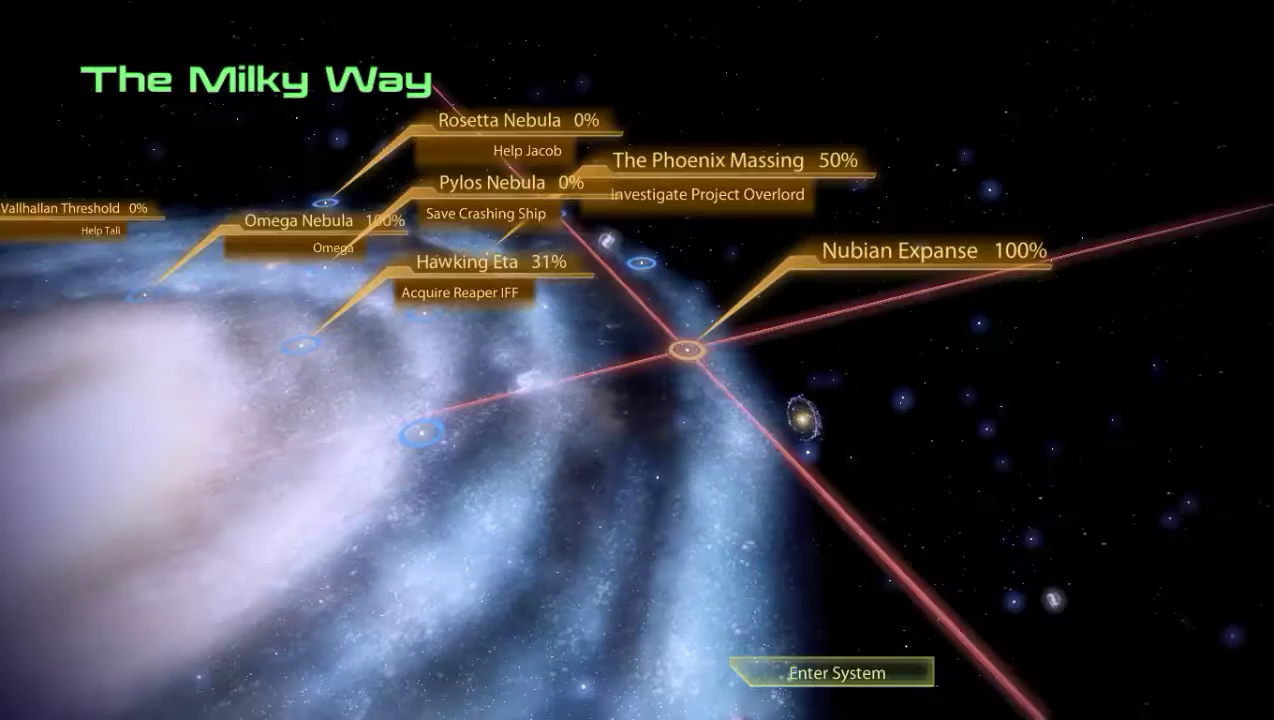 The Milky Way
Rosetta Nebula 0%
Help Jacob
The Phoenix Massing 50%
Investigate Project Overlord
Pylos Nebula 0%
Save Crashing Ship
Vallhallan Threshold 0%
Help Tali
Omega Nebula 100%
Omega
Hawking Eta 31%
Acquire Reaper IFF
Nubian Expanse 100%
Enter System